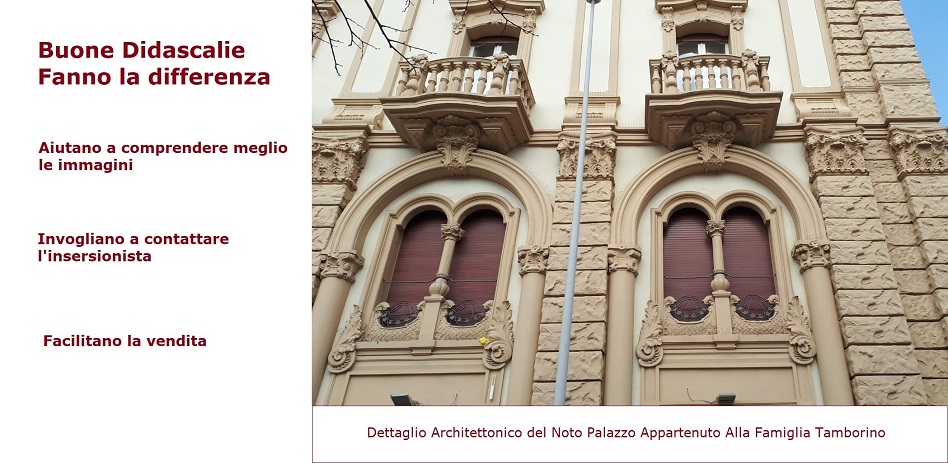 Buone Didascalie
Fanno la differenza
Aiutano a comprendere meglio
le immagini
Invogliano a contattare
l'insersionista
Facilitano la vendita
Dettaglio Architettonico del Noto Palazzo Appartenuto Alla Famiglia Tamborino